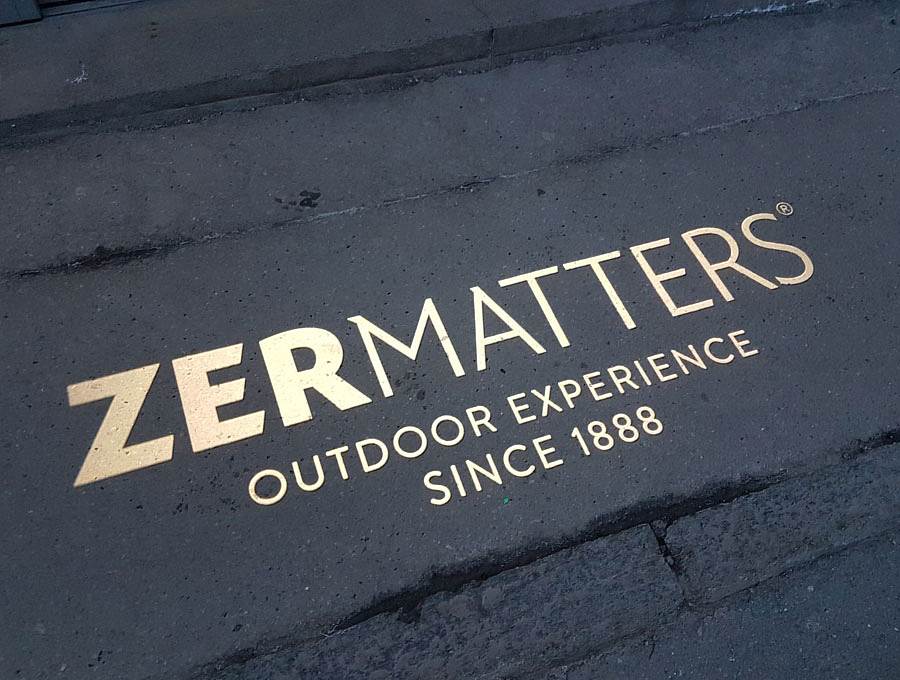 ZERMATTERS®
OUTDOOR EXPERIENCE
SINCE 1888